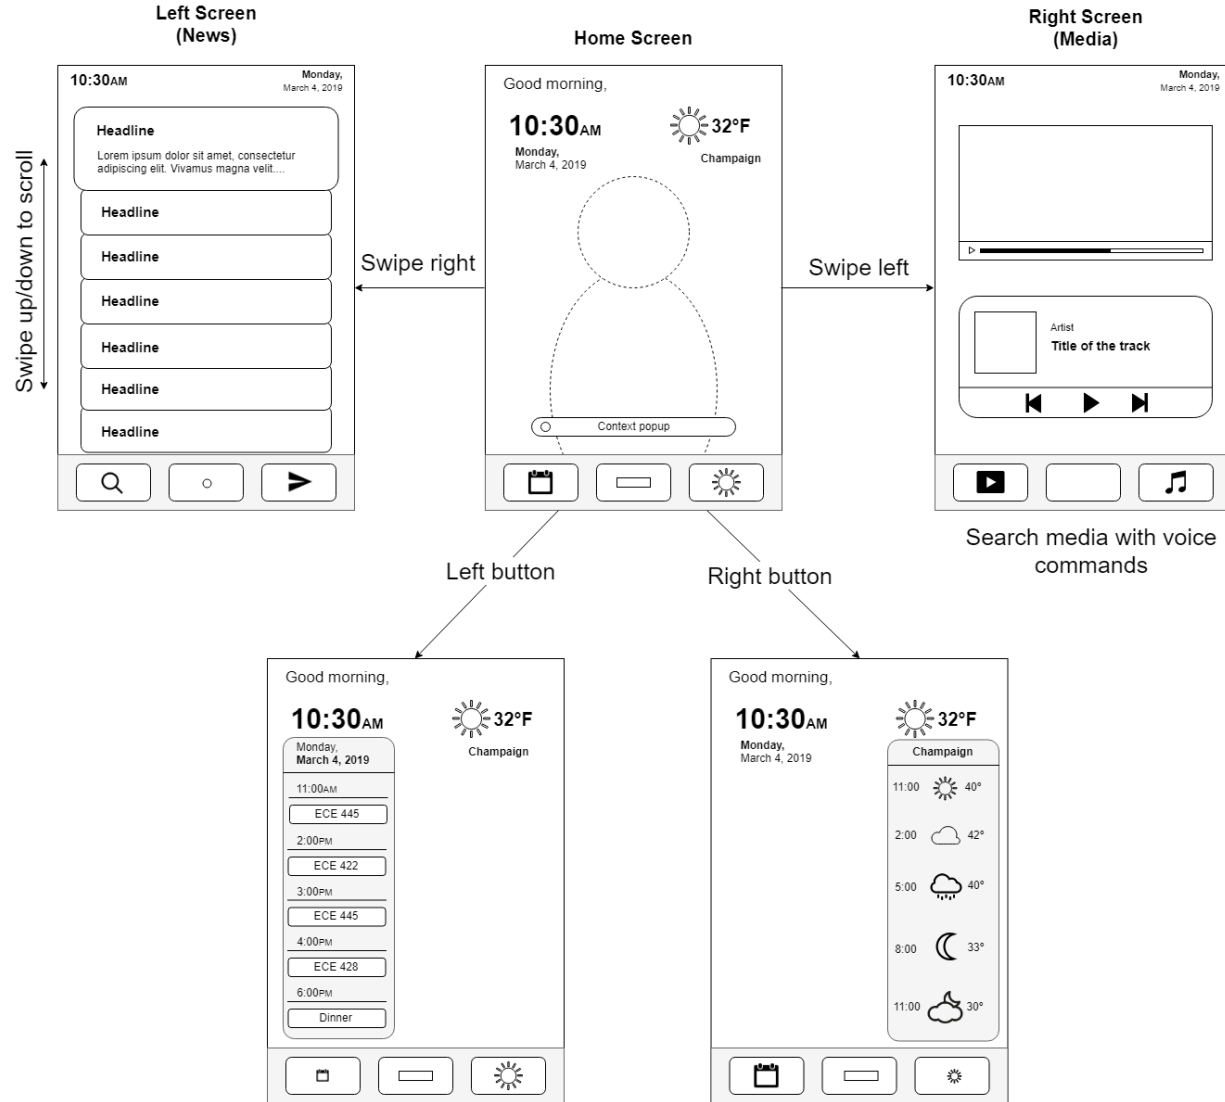 Left Screen
(News)
Home Screen
Right Screen
(Media)
10:30AM
Monday,
March 4, 2019
Headline
Lorem ipsum dolor sit amet, consectetur
adipiscing elit. Vivamus magna velit....
Headline
Headline
Headline
Headline
Headline
Headline
Swipe up/down to scroll
Swipe right
Good morning,
10:30AM
Monday,
March 4, 2019
32°F
Champaign
Context popup
Swipe left
10:30AM
Monday,
March 4, 2019
Artist
Title of the track
Search media with voice
commands
Left button
Right button
Good morning,
10:30AM
32°F
Champaign
Monday,
March 4, 2019
11:00AM
ECE 445
2:00PM
ECE 422
3:00PM
ECE 445
4:00PM
ECE 428
6:00PM
Dinner
Good morning,
10:30AM
Monday,
March 4, 2019
32°F
Champaign
11:00 40°
2:00 42°
5:00 40°
8:00 33°
11:00 30°